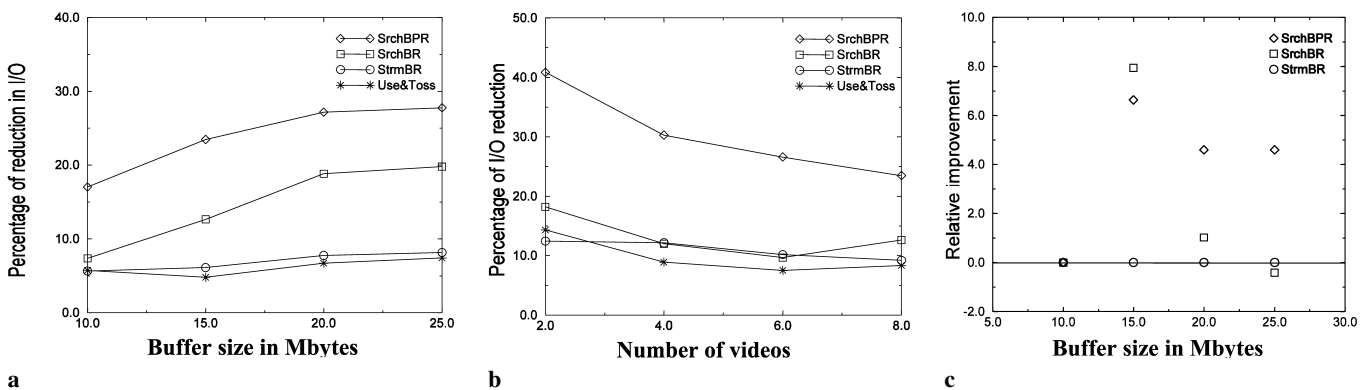 Percentage of reduction in I/O
40.0
30.0
20.0
10.0
0.0
10.0
15.0
20.0
25.0
SrchBPR
SrchBR
StrmBR
Use&Toss
Buffer size in Mbytes
a
Percentage of I/O reduction
50.0
40.0
30.0
20.0
10.0
0.0
2.0
4.0
6.0
8.0
SrchBPR
SrchBR
StrmBR
Use&Toss
Number of videos
b
Relative improvement
10.0
8.0
6.0
4.0
2.0
0.0
-2.0
5.0
10.0
15.0
20.0
25.0
30.0
SrchBPR
SrchBR
StrmBR
Buffer size in Mbytes
c